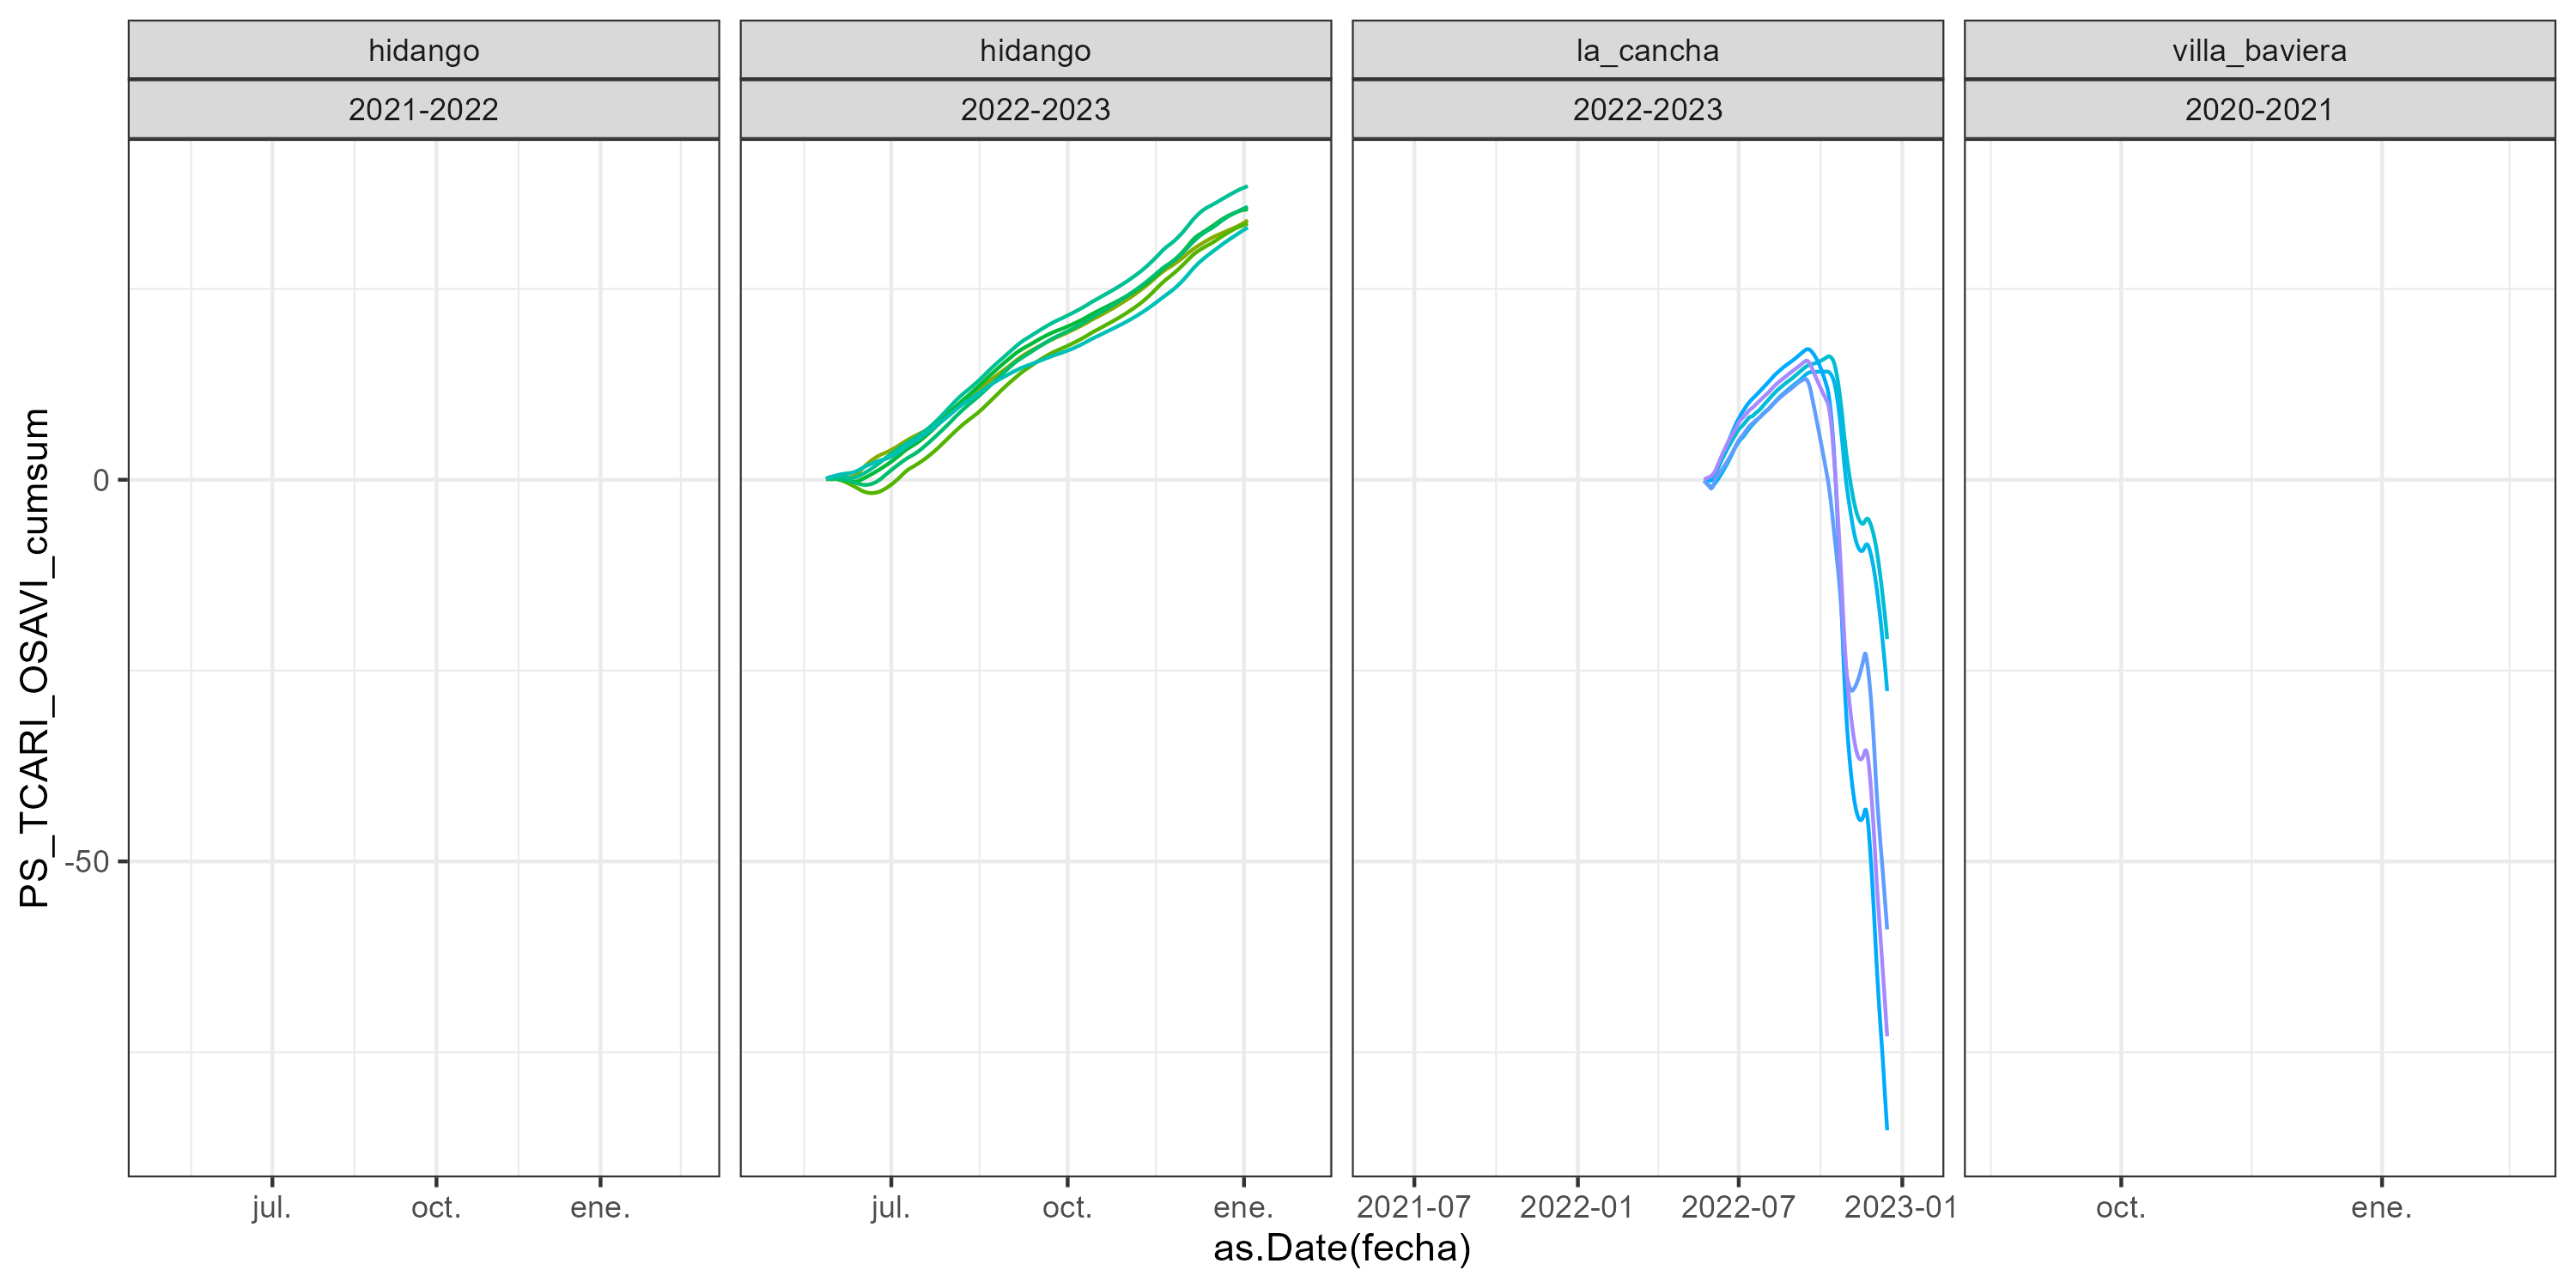 hidango
hidango
la_cancha
villa_baviera
2021-2022
2022-2023
2022-2023
2020-2021
PS_TCARI_OSAVI_cumsum
0
-50
jul.
oct.
ene.
jul.
oct.
ene.
2021-07
2022-01
2022-07
2023-01
oct.
ene.
as.Date(fecha)